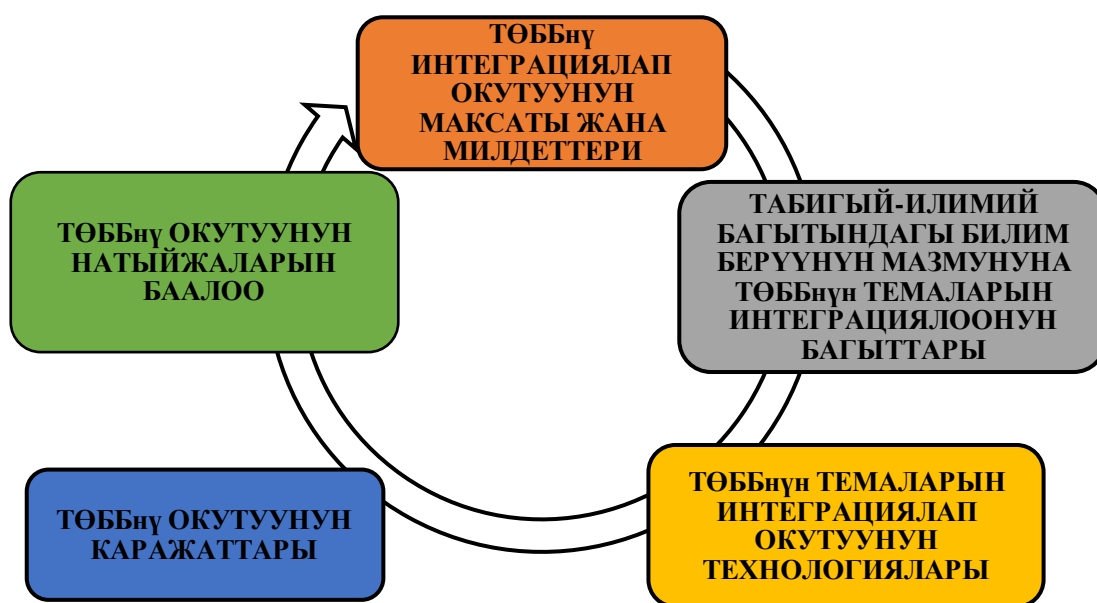 ТӨББнү
ИНТЕГРАЦИЯЛАП
ОКУТУУНУН
МАКСАТЫ ЖАНА
МИЛДЕТТЕРИ
ТАБИГЫЙ-ИЛИМИЙ
БАГЫТЫНДАГЫ БИЛИМ
БЕРҮҮНҮН МАЗМУНУНА
ТӨББнүн ТЕМАЛАРЫН
ИНТЕГРАЦИЯЛООНУН
БАГЫТТАРЫ
ТӨББнүн ТЕМАЛАРЫН
ИНТЕГРАЦИЯЛАП
ОКУТУУНУН
ТЕХНОЛОГИЯЛАРЫ
ТӨББнү ОКУТУУНУН
КАРАЖАТТАРЫ
ТӨББнү ОКУТУУНУН
НАТЫЙЖАЛАРЫН
БААЛОО